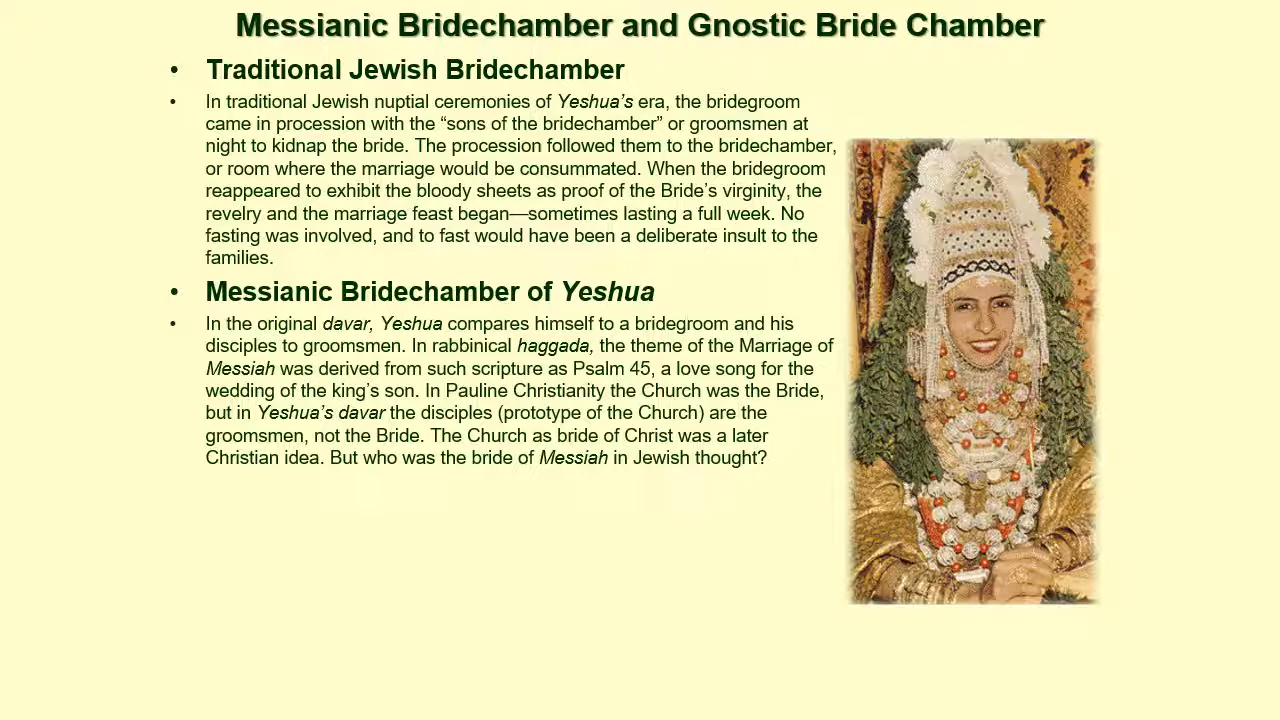 Messianic Bridechamber and Gnostic Bride Chamber
• Traditional Jewish Bridechamber
• In traditional Jewish nuptial ceremonies of Yeshua’s era, the bridegroom
came in procession with the “sons of the bridechamber” or groomsmen at
night to kidnap the bride. The procession followed them to the bridechamber,
or room where the marriage would be consummated. When the bridegroom
reappeared to exhibit the bloody sheets as proof of the Bride’s virginity, the
revelry and the marriage feast began—sometimes lasting a full week. No
fasting was involved, and to fast would have been a deliberate insult to the
families.
• Messianic Bridechamber of Yeshua
• In the original davar, Yeshua compares himself to a bridegroom and his
disciples to groomsmen. In rabbinical haggada, the theme of the Marriage of
Messiah was derived from such scripture as Psalm 45, a love song for the
wedding of the king’s son. In Pauline Christianity the Church was the Bride,
but in Yeshua’s davar the disciples (prototype of the Church) are the
groomsmen, not the Bride. The Church as bride of Christ was a later
Christian idea. But who was the bride of Messiah in Jewish thought?